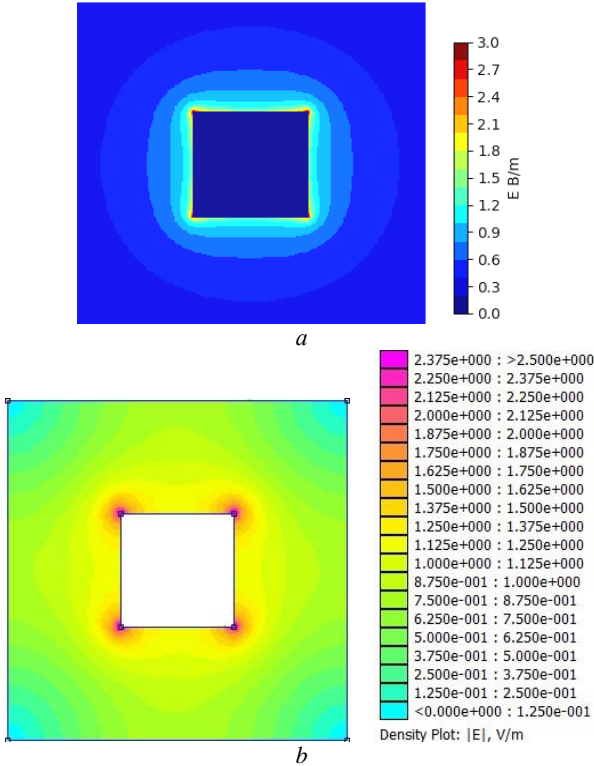 3.0
2.7
2.4
2.1
1.8
1.5
1.2
0.9
0.6
0.3
0.0
E B/m
a
2.375e+000 : >2.500e+000
2.250e+000 : 2.375e+000
2.125e+000 : 2.250e+000
2.000e+000 : 2.125e+000
1.875e+000 : 2.000e+000
1.750e+000 : 1.875e+000
1.625e+000 : 1.750e+000
1.500e+000 : 1.625e+000
1.375e+000 : 1.500e+000
1.250e+000 : 1.375e+000
1.125e+000 : 1.250e+000
1.000e+000 : 1.125e+000
8.750e-001 : 1.000e+000
7.500e-001 : 8.750e-001
6.250e-001 : 7.500e-001
5.000e-001 : 6.250e-001
3.750e-001 : 5.000e-001
2.500e-001 : 3.750e-001
1.250e-001 : 2.500e-001
<0.000e+000 : 1.250e-001
Density Plot: |E|, V/m
b